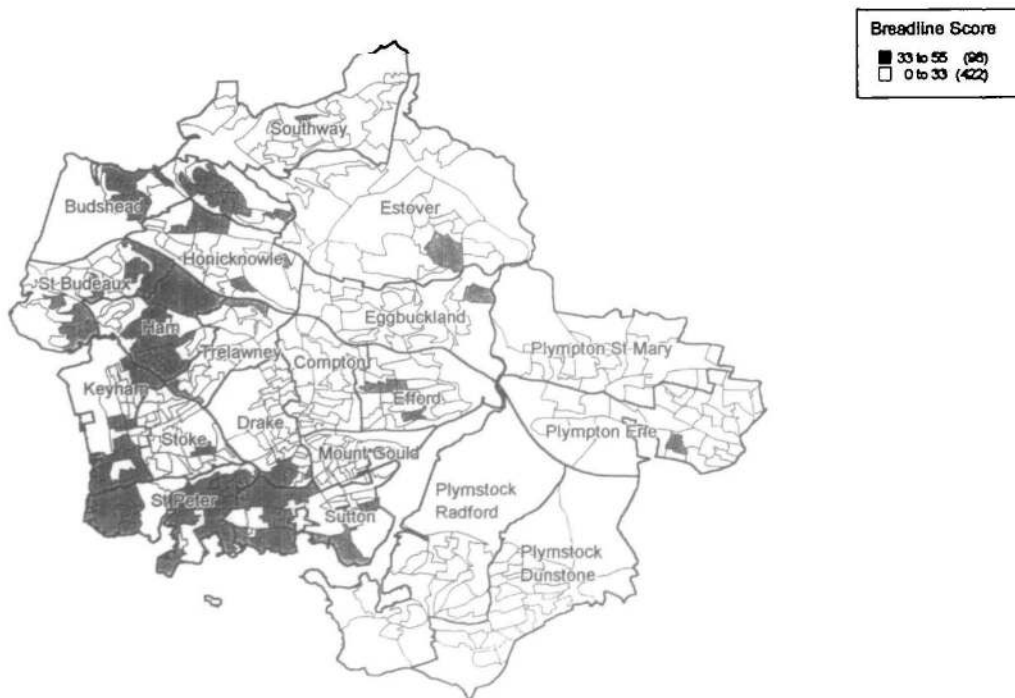 Breadline Score
33 to 55 (96)
0 to 33 (422)
Southway
Budshead
Estover
Honicknowle
St Budeaux
Ham
Eggbuckland
Trelawney
Compton
Plympton St Mary
Keyham
Efford
Stoke
Drake
Plympton Erle
Mount Gould
St Peter
Sutton
Plymstock
Radford
Plymstock
Dunstone